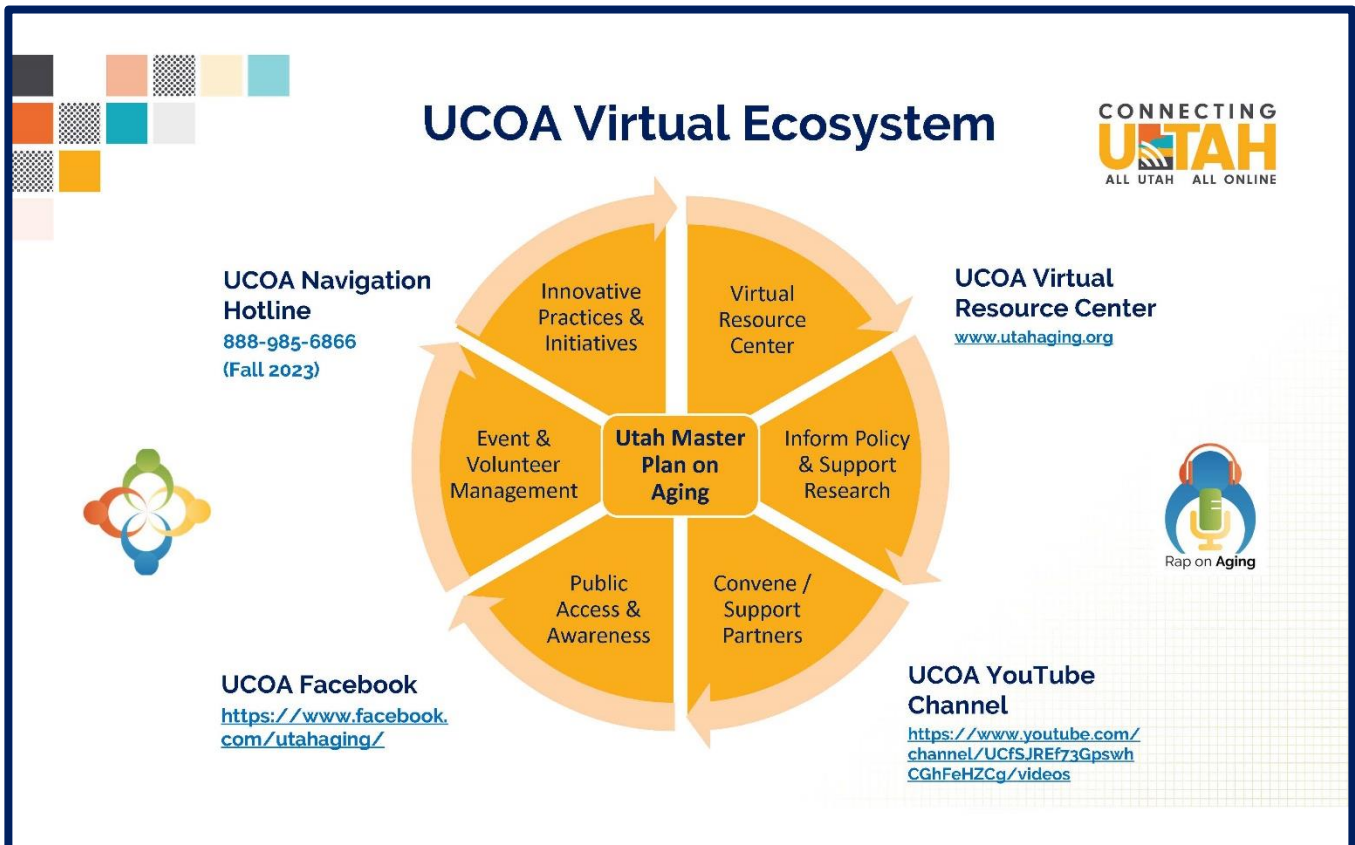 UCOA Virtual Ecosystem
CONNECTING
UTAH
ALL UTAH ALL ONLINE
UCOA Navigation
Hotline
888-985-6866
(Fall 2023)
Innovative
Practices &
Initiatives
Virtual
Resource
Center
UCOA Virtual
Resource Center
www.utahaging.org
Event &
Volunteer
Management
Utah Master
Plan on
Aging
Inform Policy
& Support
Research
Rap on Aging
Public
Access &
Awareness
Convene /
Support
Partners
UCOA Facebook
https://www.facebook.
com/utahaging/
UCOA YouTube
Channel
https://www.youtube.com/
channel/UCfSJREf73Gpswh
CGhFeHZCg/videos